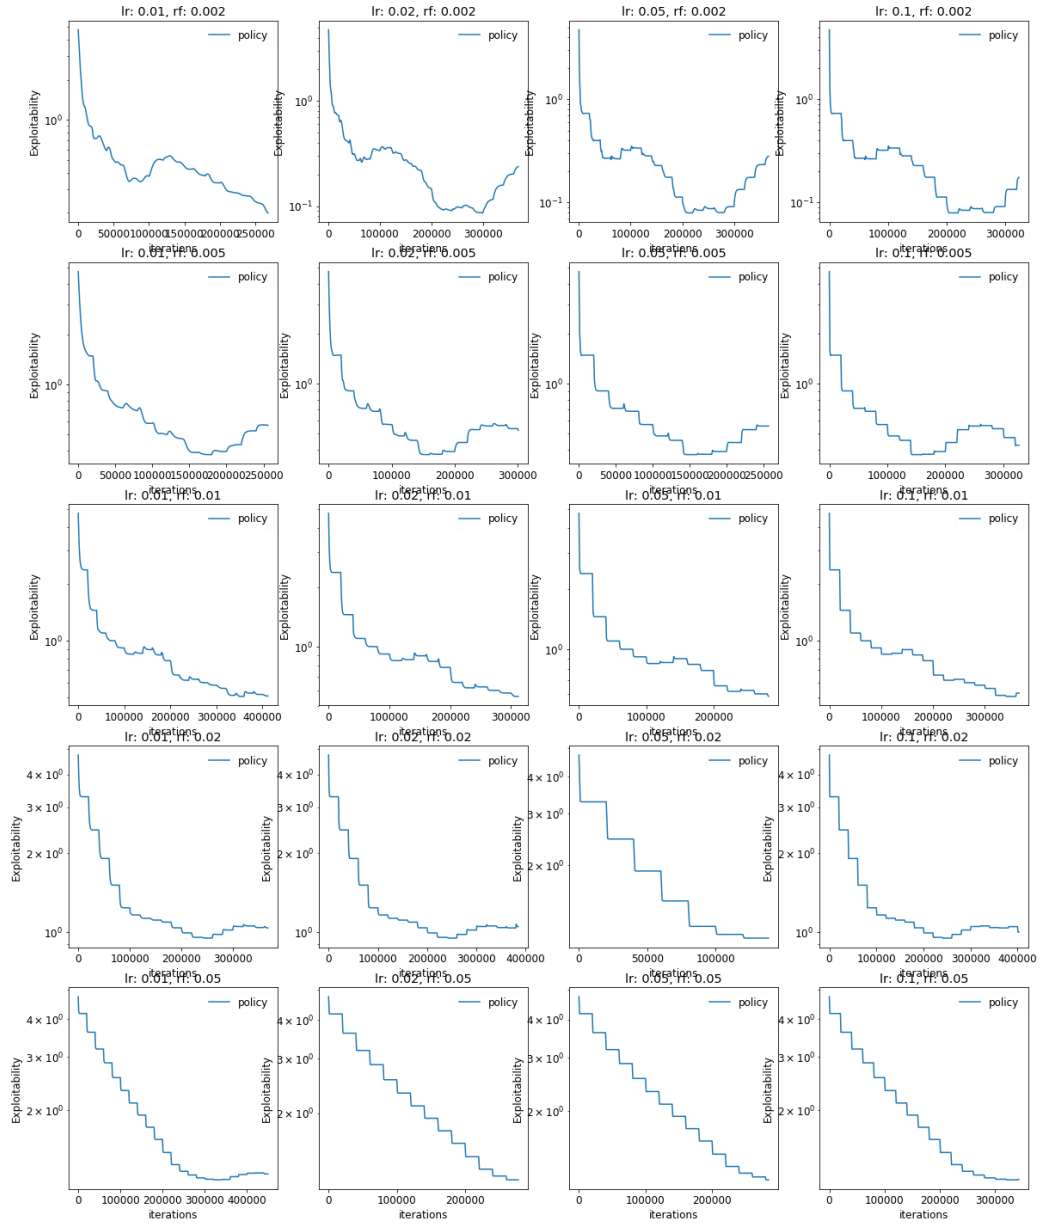 lr: 0.01, rf: 0.002 lr: 0.02, rf: 0.002 lr: 0.05, rf: 0.002 lr: 0.1, rf: 0.002
policy policy policy policy
Exploitability Exploitability Exploitability Exploitability
10⁰ 10⁰ 10⁰ 10⁰
10⁻¹ 10⁻¹ 10⁻¹
0 50000 100000 150000 200000 250000 0 100000 200000 300000 0 100000 200000 300000 0 100000 200000 300000
iterations iterations iterations iterations
lr: 0.01, rf: 0.005 lr: 0.02, rf: 0.005 lr: 0.05, rf: 0.005 lr: 0.1, rf: 0.005
policy policy policy policy
Exploitability Exploitability Exploitability Exploitability
10⁰ 10⁰ 10⁰ 10⁰
0 50000 100000 150000 200000 250000 0 100000 200000 300000 0 50000 100000 150000 200000 250000 0 100000 200000 300000
iterations iterations iterations iterations
lr: 0.01, rf: 0.01 lr: 0.02, rf: 0.01 lr: 0.05, rf: 0.01 lr: 0.1, rf: 0.01
policy policy policy policy
Exploitability Exploitability Exploitability Exploitability
10⁰ 10⁰ 10⁰ 10⁰
0 100000 200000 300000 400000 0 100000 200000 300000 0 100000 200000 0 100000 200000 300000
iterations iterations iterations iterations
lr: 0.01, rf: 0.02 lr: 0.02, rf: 0.02 lr: 0.05, rf: 0.02 lr: 0.1, rf: 0.02
policy policy policy policy
Exploitability Exploitability Exploitability Exploitability
4 × 10⁰ 4 × 10⁰ 4 × 10⁰ 4 × 10⁰
3 × 10⁰ 3 × 10⁰ 3 × 10⁰ 3 × 10⁰
2 × 10⁰ 2 × 10⁰ 2 × 10⁰ 2 × 10⁰
10⁰ 10⁰ 10⁰
0 100000 200000 300000 0 100000 200000 300000 400000 0 50000 100000 0 100000 200000 300000 400000
iterations iterations iterations iterations
lr: 0.01, rf: 0.05 lr: 0.02, rf: 0.05 lr: 0.05, rf: 0.05 lr: 0.1, rf: 0.05
policy policy policy policy
Exploitability Exploitability Exploitability Exploitability
4 × 10⁰ 4 × 10⁰ 4 × 10⁰ 4 × 10⁰
3 × 10⁰ 3 × 10⁰ 3 × 10⁰ 3 × 10⁰
2 × 10⁰ 2 × 10⁰ 2 × 10⁰ 2 × 10⁰
0 100000 200000 300000 400000 0 100000 200000 0 100000 200000 0 100000 200000 300000
iterations iterations iterations iterations